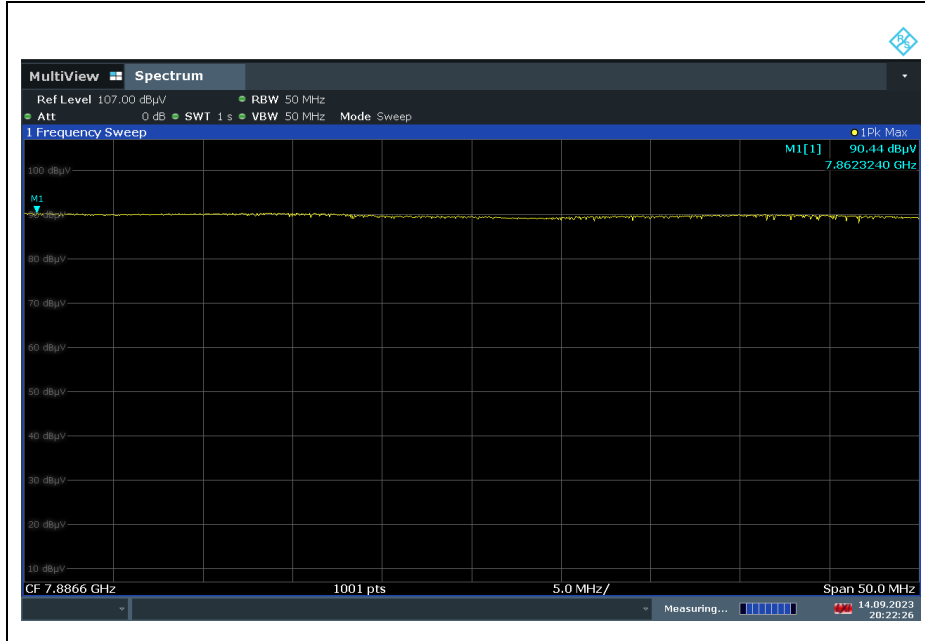 R&S
MultiView Spectrum
Ref Level 107.00 dBµV RBW 50 MHz
Att 0 dB SWT 1 s VBW 50 MHz Mode Sweep
1 Frequency Sweep 1Pk Max
M1[1] 90.44 dBµV
7.8623240 GHz
100 dBµV
M1
90 dBµV
80 dBµV
70 dBµV
60 dBµV
50 dBµV
40 dBµV
30 dBµV
20 dBµV
10 dBµV
CF 7.8866 GHz 1001 pts 5.0 MHz/ Span 50.0 MHz
Measuring... 14.09.2023
20:22:26